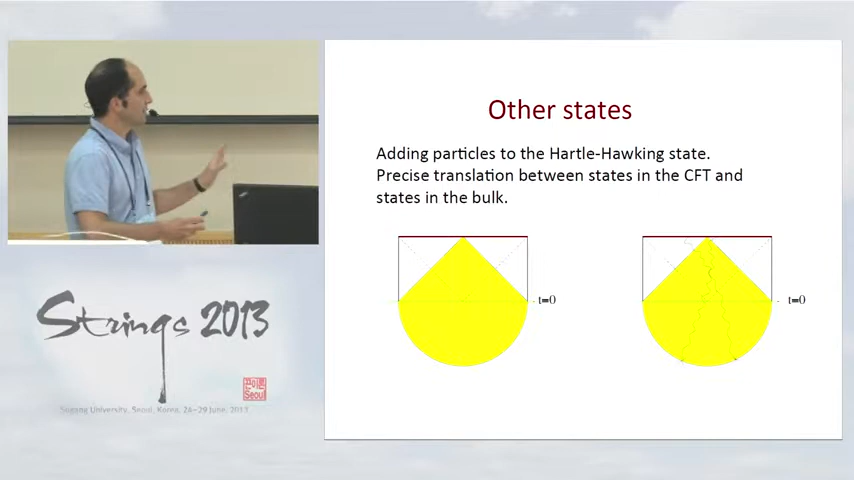 Other states
Adding particles to the Hartle-Hawking state.
Precise translation between states in the CFT and
states in the bulk.
t=0
t=0
Strings 2013
Seoul
Sogang University, Seoul, Korea, 24-29 June, 2013